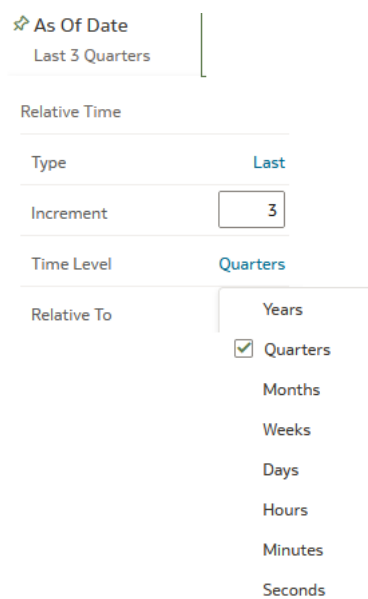 As Of Date
Last 3 Quarters
Relative Time
Type Last
Increment 3
Time Level Quarters
Relative To
Years
Quarters
Months
Weeks
Days
Hours
Minutes
Seconds